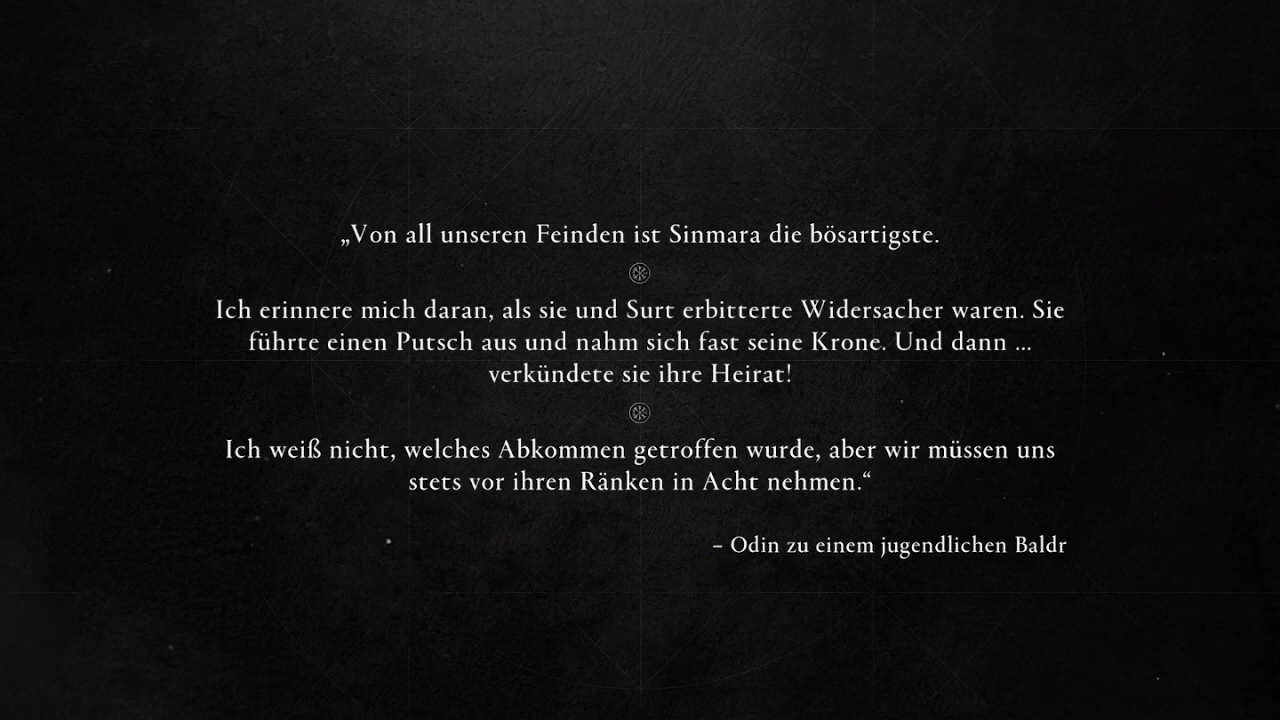 „Von all unseren Feinden ist Sinmara die bösartigste.
Ich erinnere mich daran, als sie und Surt erbitterte Widersacher waren. Sie
führte einen Putsch aus und nahm sich fast seine Krone. Und dann ...
verkündete sie ihre Heirat!
Ich weiß nicht, welches Abkommen getroffen wurde, aber wir müssen uns
stets vor ihren Ränken in Acht nehmen.“
– Odin zu einem jugendlichen Baldr